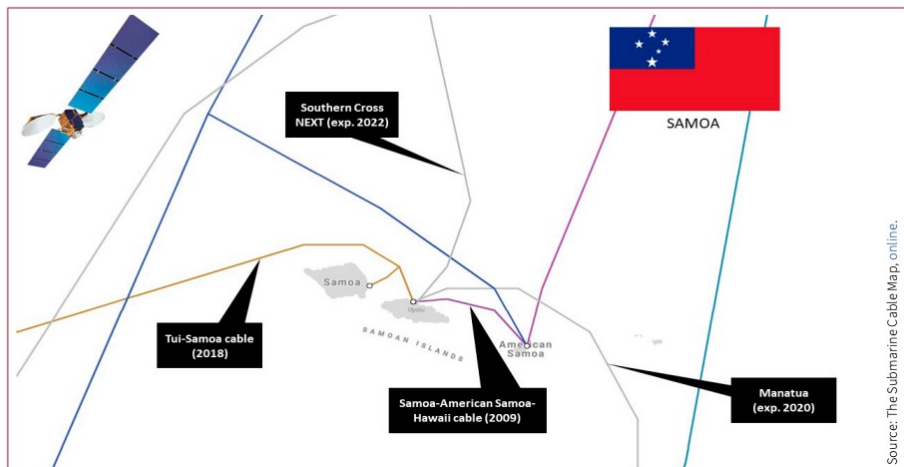 Southern Cross
NEXT (exp. 2022)
SAMOA
Samoa
Upolu
SAMOAN ISLANDS
American
Samoa
Tui-Samoa cable
(2018)
Samoa-American Samoa-
Hawaii cable (2009)
Manatua
(exp. 2020)
Source: The Submarine Cable Map, online.